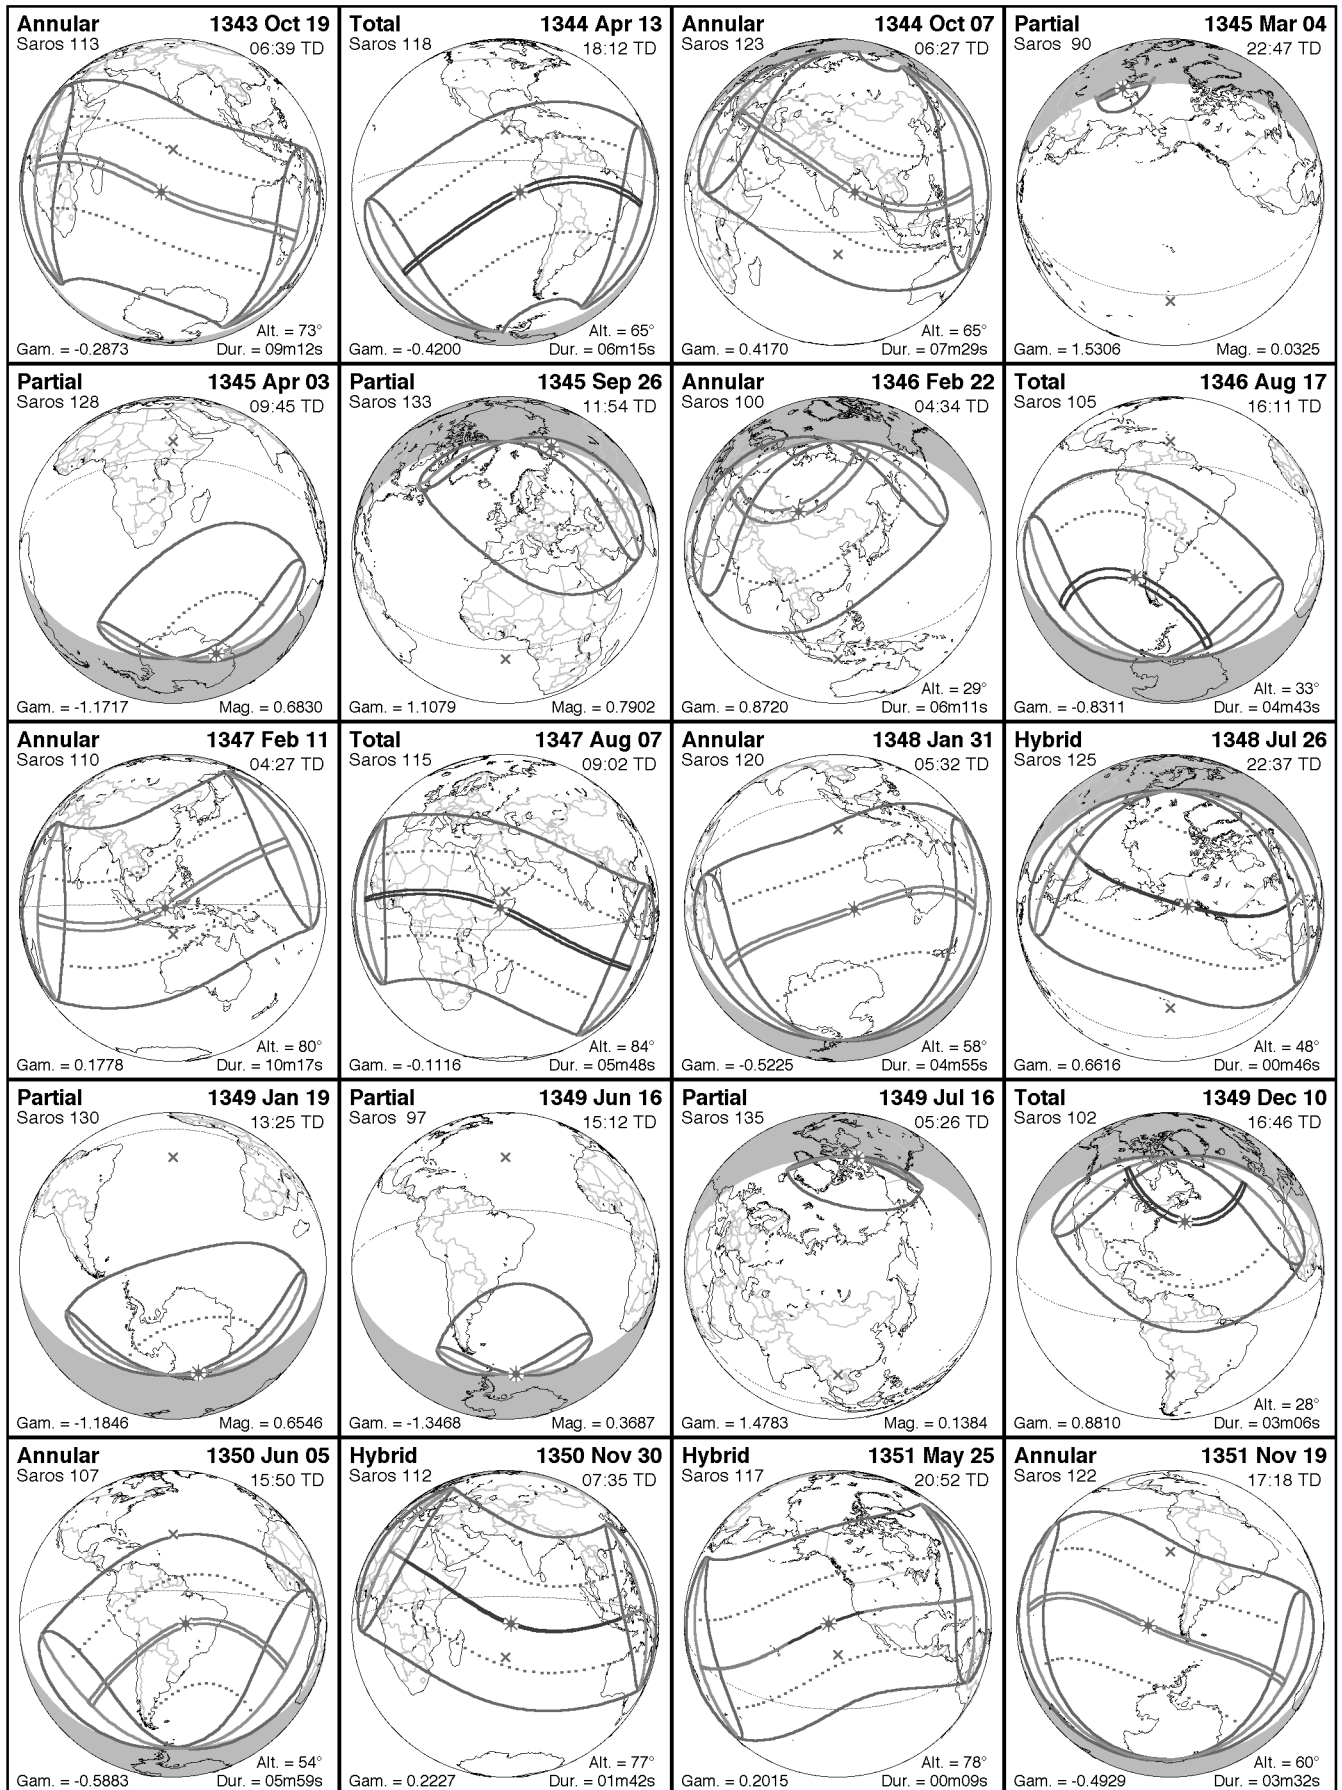 Annular 1343 Oct 19
Saros 113 06:39 TD
Alt. = 73°
Gam. = -0.2873 Dur. = 09m12s
Total 1344 Apr 13
Saros 118 18:12 TD
Alt. = 65°
Gam. = -0.4200 Dur. = 06m15s
Annular 1344 Oct 07
Saros 123 06:27 TD
Alt. = 65°
Gam. = 0.4170 Dur. = 07m29s
Partial 1345 Mar 04
Saros 90 22:47 TD
Gam. = 1.5306 Mag. = 0.0325
Partial 1345 Apr 03
Saros 128 09:45 TD
Gam. = -1.1717 Mag. = 0.6830
Partial 1345 Sep 26
Saros 133 11:54 TD
Gam. = 1.1079 Mag. = 0.7902
Annular 1346 Feb 22
Saros 100 04:34 TD
Alt. = 29°
Gam. = 0.8720 Dur. = 06m11s
Total 1346 Aug 17
Saros 105 16:11 TD
Alt. = 33°
Gam. = -0.8311 Dur. = 04m43s
Annular 1347 Feb 11
Saros 110 04:27 TD
Alt. = 80°
Gam. = 0.1778 Dur. = 10m17s
Total 1347 Aug 07
Saros 115 09:02 TD
Alt. = 84°
Gam. = -0.1116 Dur. = 05m48s
Annular 1348 Jan 31
Saros 120 05:32 TD
Alt. = 58°
Gam. = -0.5225 Dur. = 04m55s
Hybrid 1348 Jul 26
Saros 125 22:37 TD
Alt. = 48°
Gam. = 0.6616 Dur. = 00m46s
Partial 1349 Jan 19
Saros 130 13:25 TD
Gam. = -1.1846 Mag. = 0.6546
Partial 1349 Jun 16
Saros 97 15:12 TD
Gam. = -1.3468 Mag. = 0.3687
Partial 1349 Jul 16
Saros 135 05:26 TD
Gam. = 1.4783 Mag. = 0.1384
Total 1349 Dec 10
Saros 102 16:46 TD
Alt. = 28°
Gam. = 0.8810 Dur. = 03m06s
Annular 1350 Jun 05
Saros 107 15:50 TD
Alt. = 54°
Gam. = -0.5883 Dur. = 05m59s
Hybrid 1350 Nov 30
Saros 112 07:35 TD
Alt. = 77°
Gam. = 0.2227 Dur. = 01m42s
Hybrid 1351 May 25
Saros 117 20:52 TD
Alt. = 78°
Gam. = 0.2015 Dur. = 00m09s
Annular 1351 Nov 19
Saros 122 17:18 TD
Alt. = 60°
Gam. = -0.4929 Dur. = 03m32s